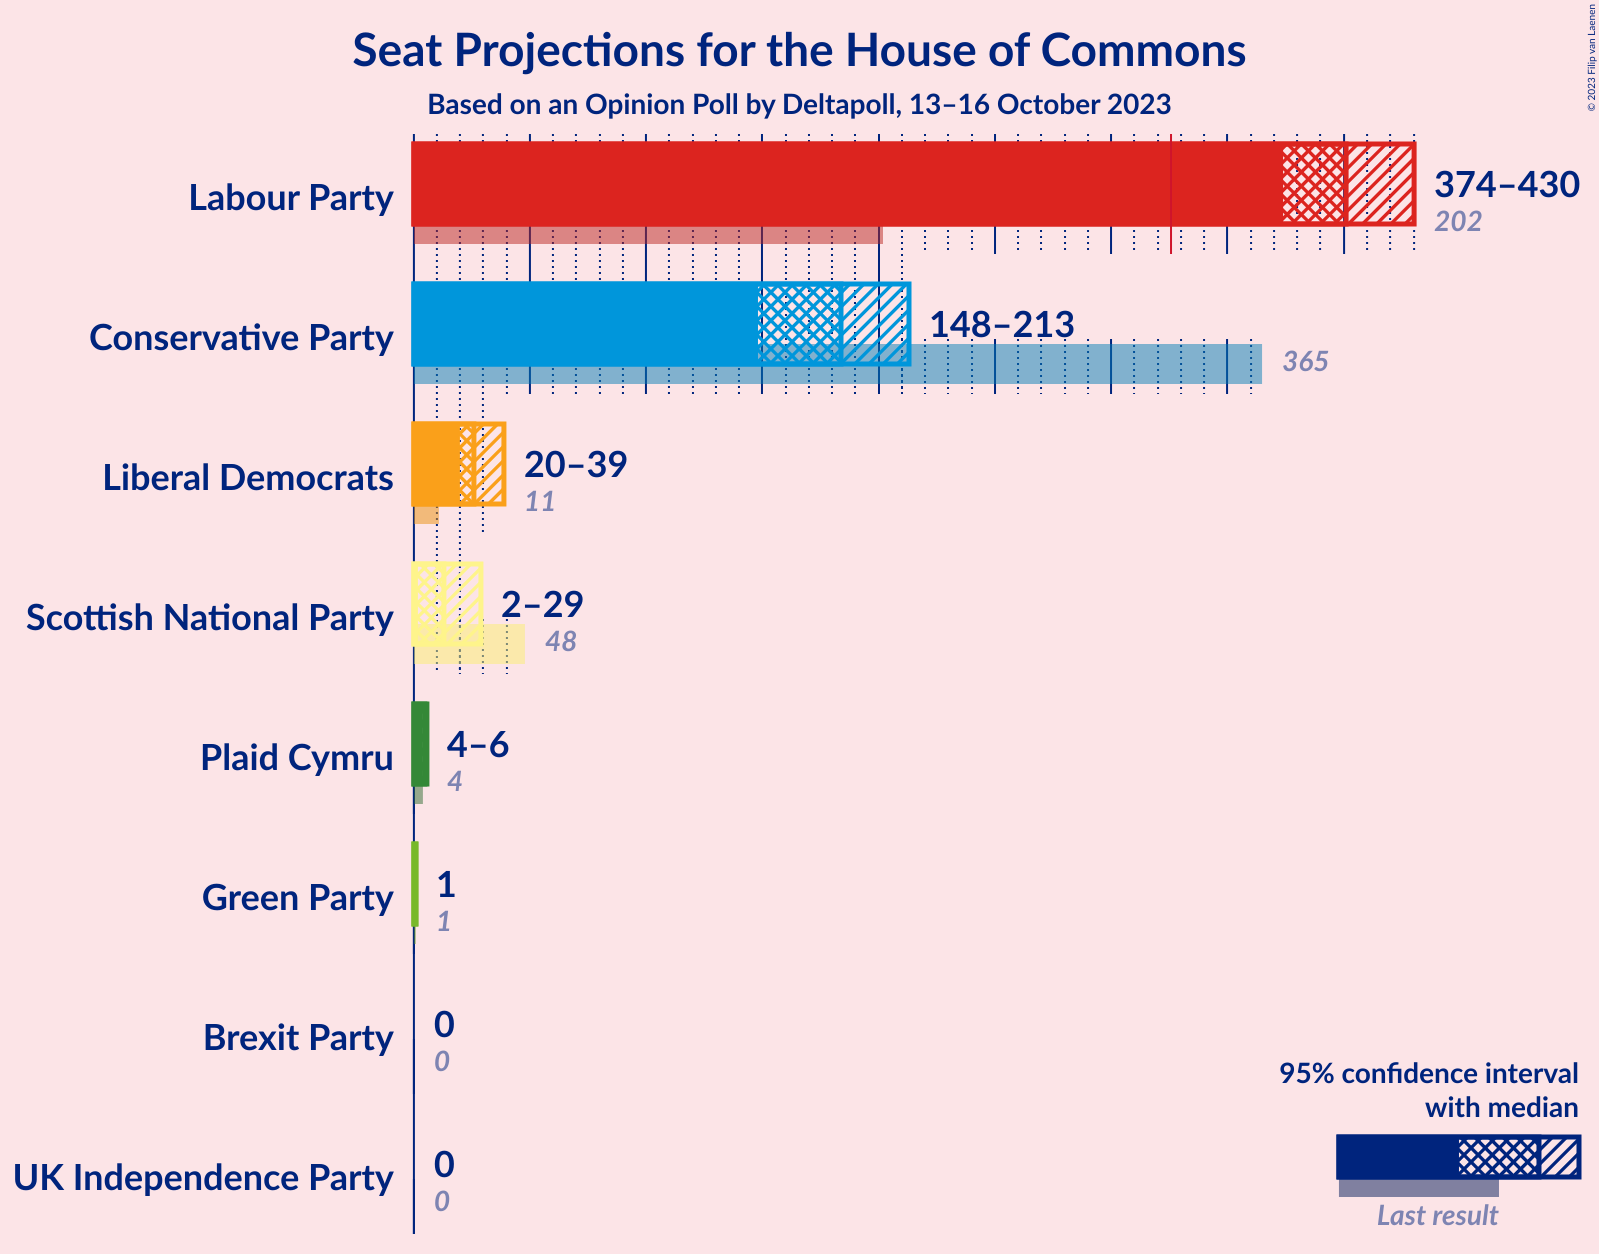 Seat Projections for the House of Commons
Based on an Opinion Poll by Deltapoll, 13–16 October 2023
© 2023 Filip van Laenen
Labour Party
374–430
202
Conservative Party
148–213
365
Liberal Democrats
20–39
11
Scottish National Party
2–29
48
Plaid Cymru
4–6
4
Green Party
1
1
Brexit Party
0
0
UK Independence Party
0
0
95% confidence interval
with median
Last result